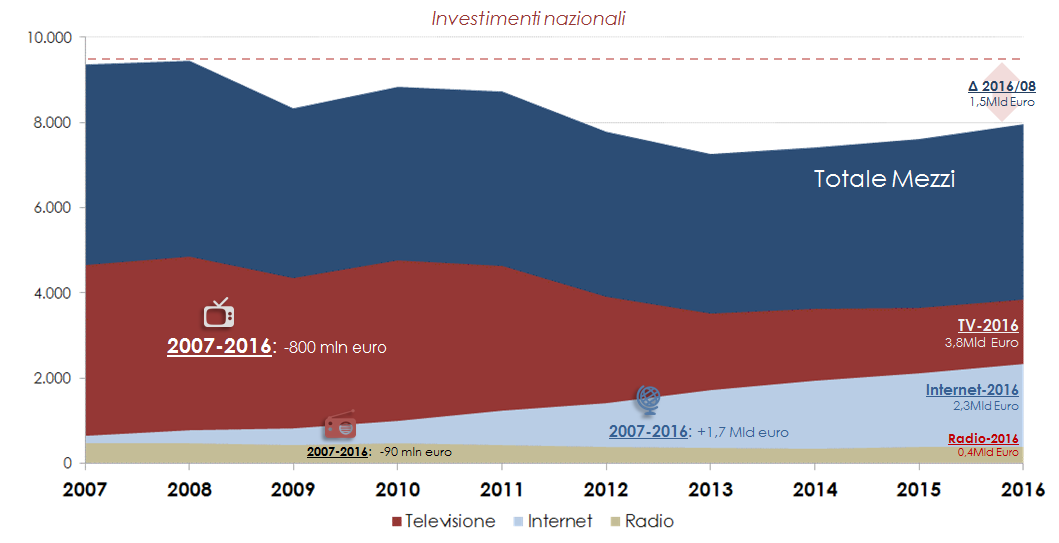 Investimenti nazionali
10.000
8.000
6.000
4.000
2.000
0
Δ 2016/08
1,5Mld Euro
Totale Mezzi
TV-2016
3,8Mld Euro
2007-2016: -800 mln euro
Internet-2016
2,3Mld Euro
2007-2016: +1,7 Mld euro
Radio-2016
0,4Mld Euro
2007-2016: -90 mln euro
2007 2008 2009 2010 2011 2012 2013 2014 2015 2016
Televisione Internet Radio